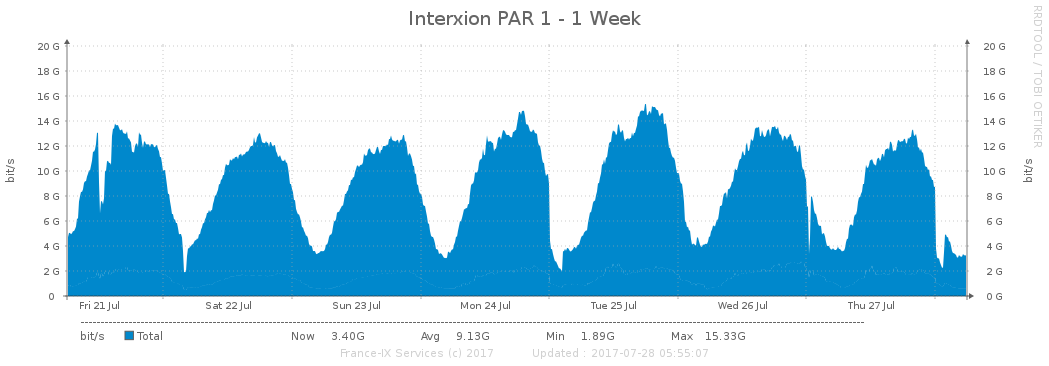 Interxion PAR 1 - 1 Week
RRDTOOL / TOBI OETIKER
20 G 20 G
18 G 18 G
16 G 16 G
14 G 14 G
12 G 12 G
10 G 10 G
8 G 8 G
6 G 6 G
4 G 4 G
2 G 2 G
0 0 G
bit/s bit/s
Fri 21 Jul Sat 22 Jul Sun 23 Jul Mon 24 Jul Tue 25 Jul Wed 26 Jul Thu 27 Jul
bit/s Total Now 3.40G Avg 9.13G Min 1.89G Max 15.33G
France-IX Services (c) 2017 Updated : 2017-07-28 05:55:07